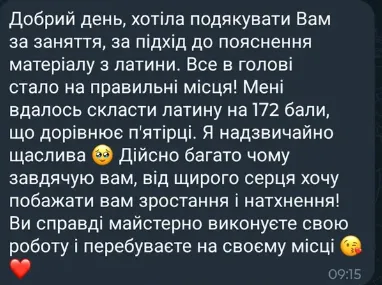 Добрий день, хотіла подякувати Вам
за заняття, за підхід до пояснення
матеріалу з латини. Все в голові
стало на правильні місця! Мені
вдалось скласти латину на 172 бали,
що дорівнює п'ятірці. Я надзвичайно
щаслива 🥹 Дійсно багато чому
завдячую вам, від щирого серця хочу
побажати вам зростання і натхнення!
Ви справді майстерно виконуєте свою
роботу і перебуваєте на своєму місці 😘
❤️ 09:15